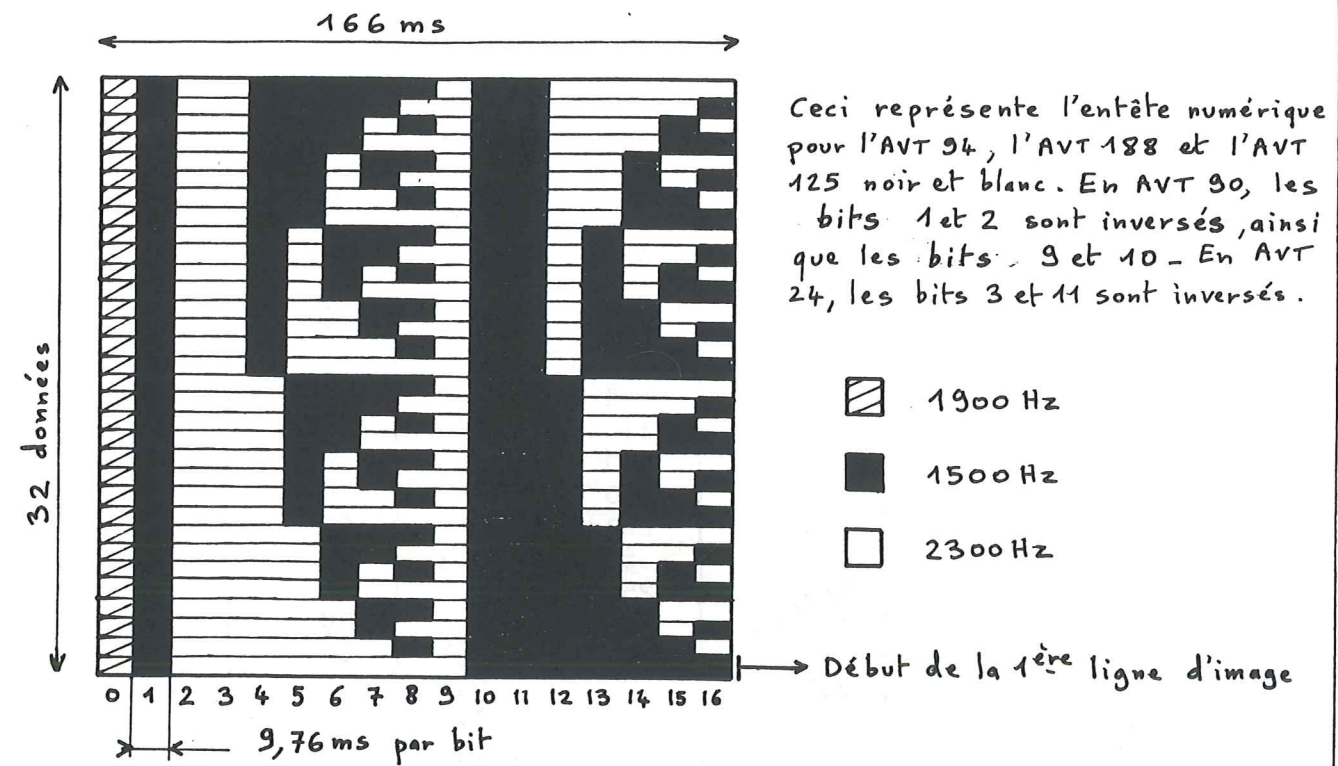 166 ms
32 données
0 1 2 3 4 5 6 7 8 9 10 11 12 13 14 15 16
9,76 ms par bit
Ceci représente l'entête numérique
pour l'AVT 94, l'AVT 188 et l'AVT
125 noir et blanc. En AVT 90, les
bits 1 et 2 sont inversés, ainsi
que les bits. 9 et 10 - En AVT
24, les bits 3 et 11 sont inversés.
1900 Hz
1500 Hz
2300 Hz
Début de la 1ère ligne d'image